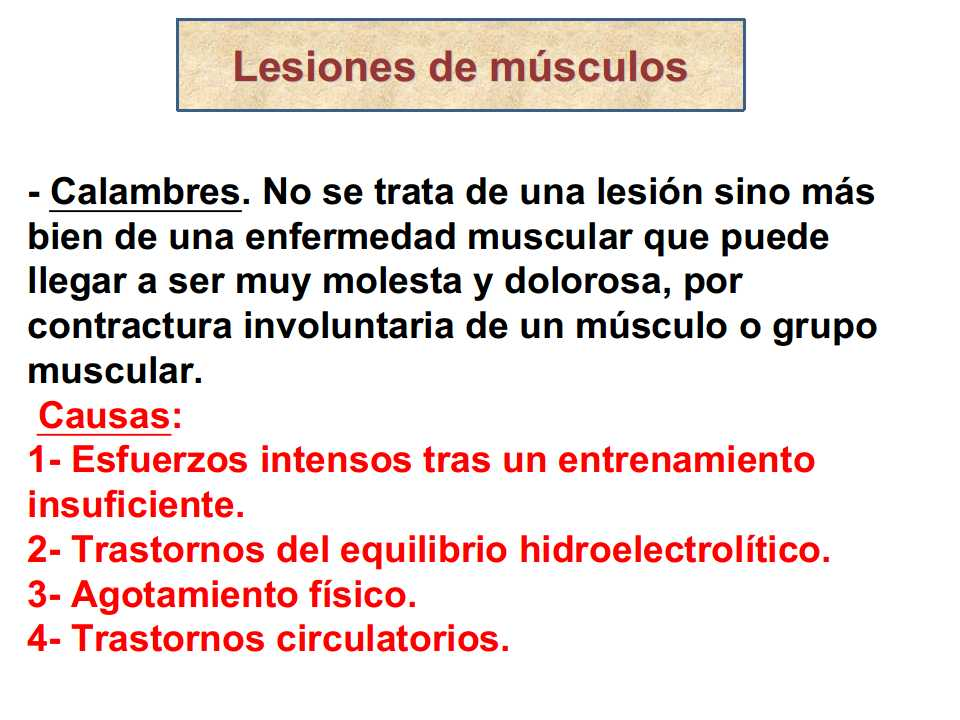 Lesiones de músculos
- Calambres. No se trata de una lesión sino más
bien de una enfermedad muscular que puede
llegar a ser muy molesta y dolorosa, por
contractura involuntaria de un músculo o grupo
muscular.
Causas:
1- Esfuerzos intensos tras un entrenamiento
insuficiente.
2- Trastornos del equilibrio hidroelectrolítico.
3- Agotamiento físico.
4- Trastornos circulatorios.